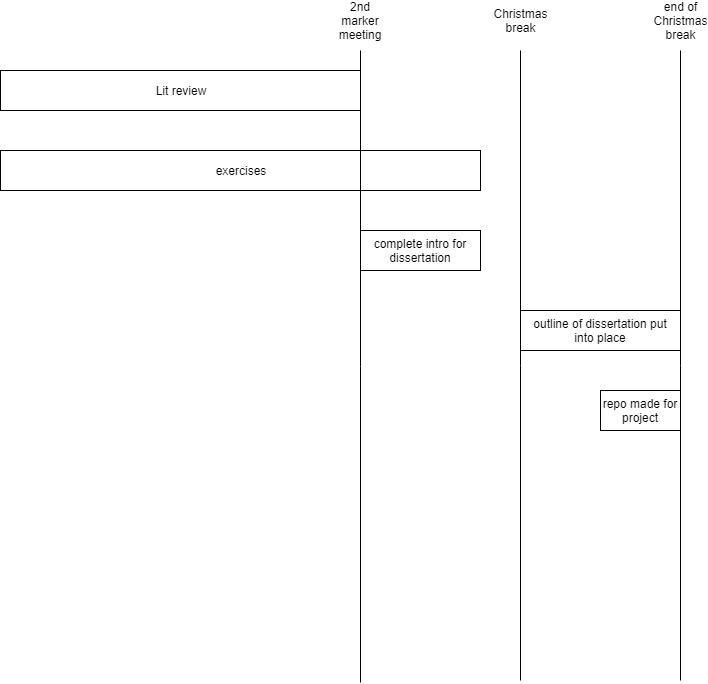 2nd
marker
meeting
Christmas
break
end of
Christmas
break
Lit review
exercises
complete intro for
dissertation
outline of dissertation put
into place
repo made for
project